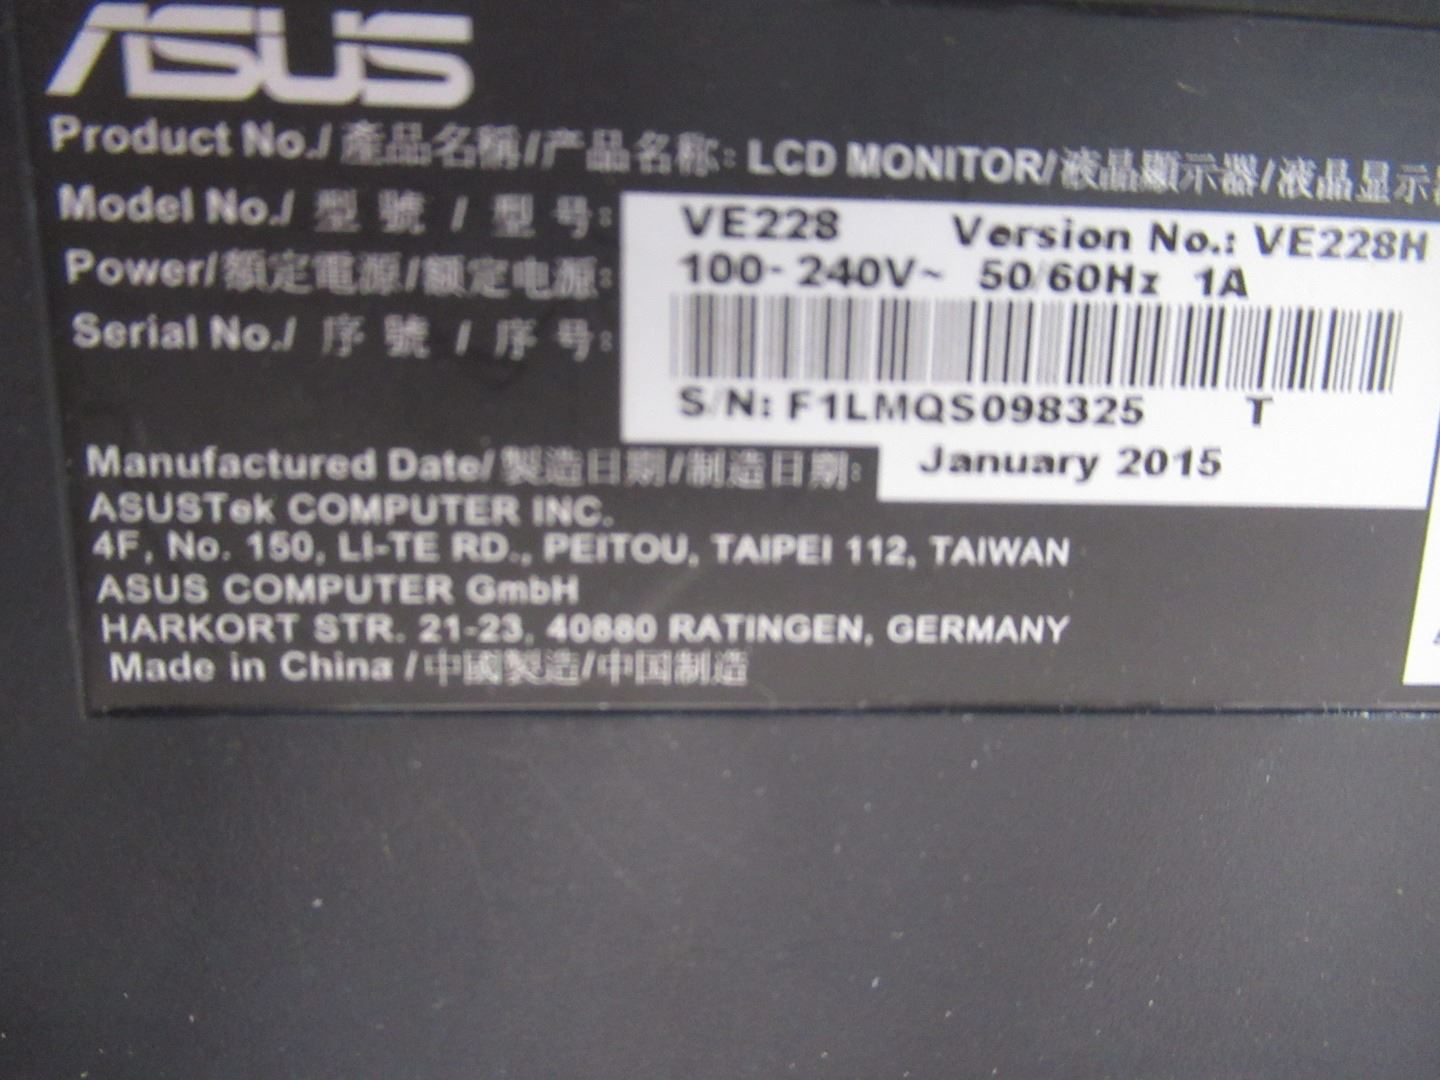 ASUS
Product No./ 產品名稱/产品名称: LCD MONITOR/液晶顯示器/液晶显示
Model No./ 型 號 / 型 号: VE228 Version No.: VE228H
Power/額定電源/额定电源: 100-240V~ 50/60Hz 1A
Serial No./ 序 號 / 序 号:
S/N: F1LMQS098325 T
Manufactured Date/製造日期/制造日期: January 2015
ASUSTek COMPUTER INC.
4F, No. 150, LI-TE RD., PEITOU, TAIPEI 112, TAIWAN
ASUS COMPUTER GmbH
HARKORT STR. 21-23, 40880 RATINGEN, GERMANY
Made in China /中國製造/中国制造